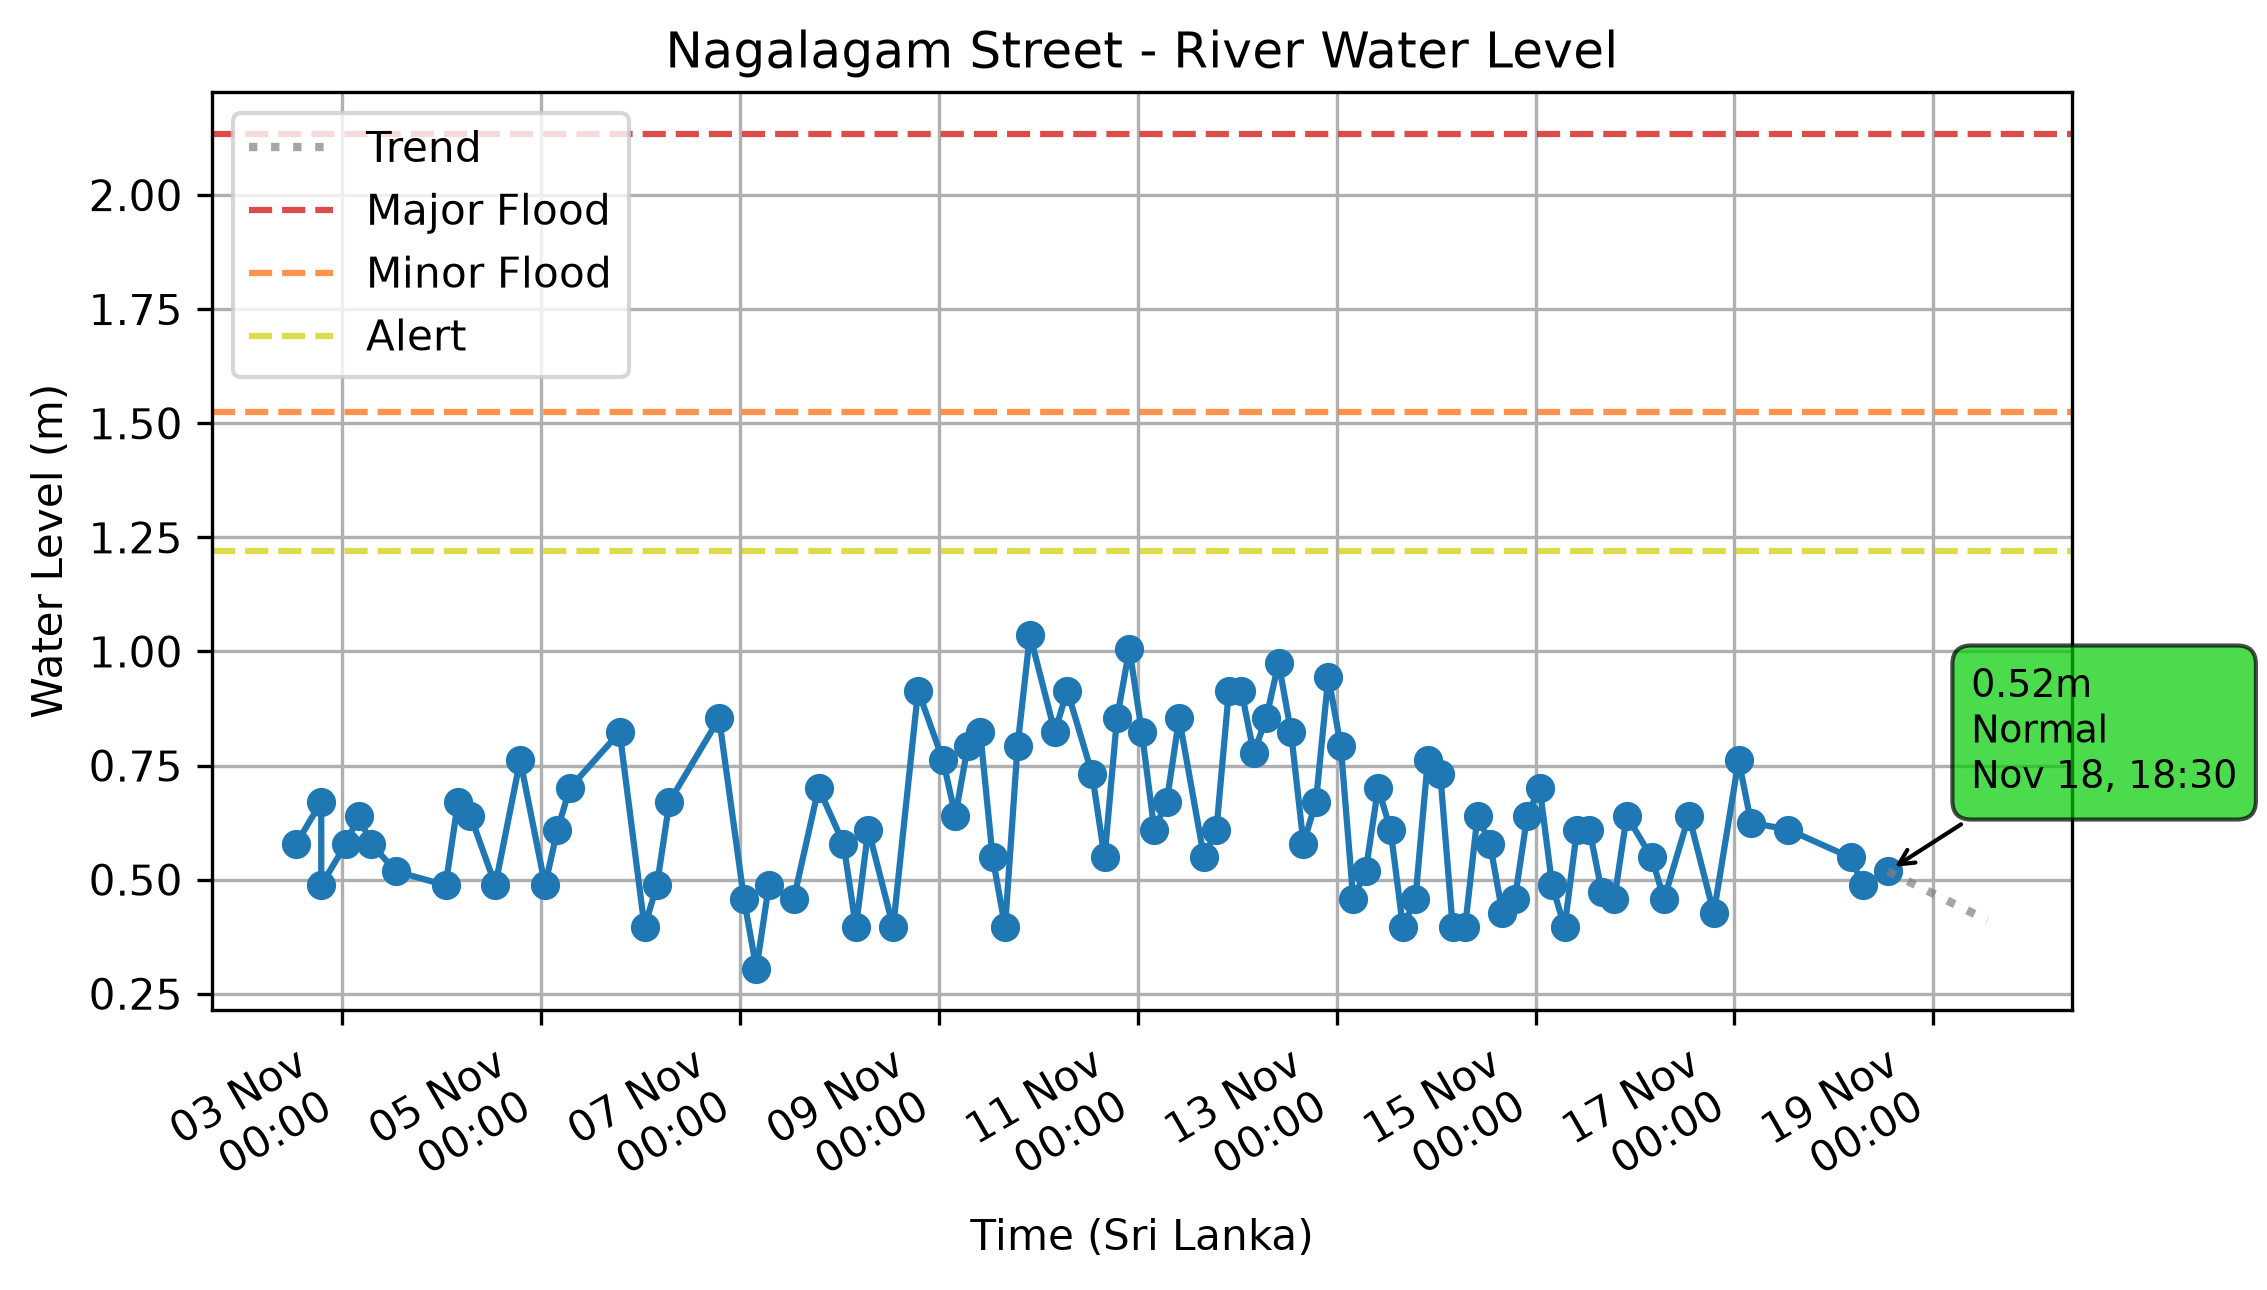 Nagalagam Street - River Water Level
Trend
Major Flood
Minor Flood
Alert
Water Level (m)
2.00
1.75
1.50
1.25
1.00
0.75
0.50
0.25
0.52m
Normal
Nov 18, 18:30
03 Nov
00:00
05 Nov
00:00
07 Nov
00:00
09 Nov
00:00
11 Nov
00:00
13 Nov
00:00
15 Nov
00:00
17 Nov
00:00
19 Nov
00:00
Time (Sri Lanka)